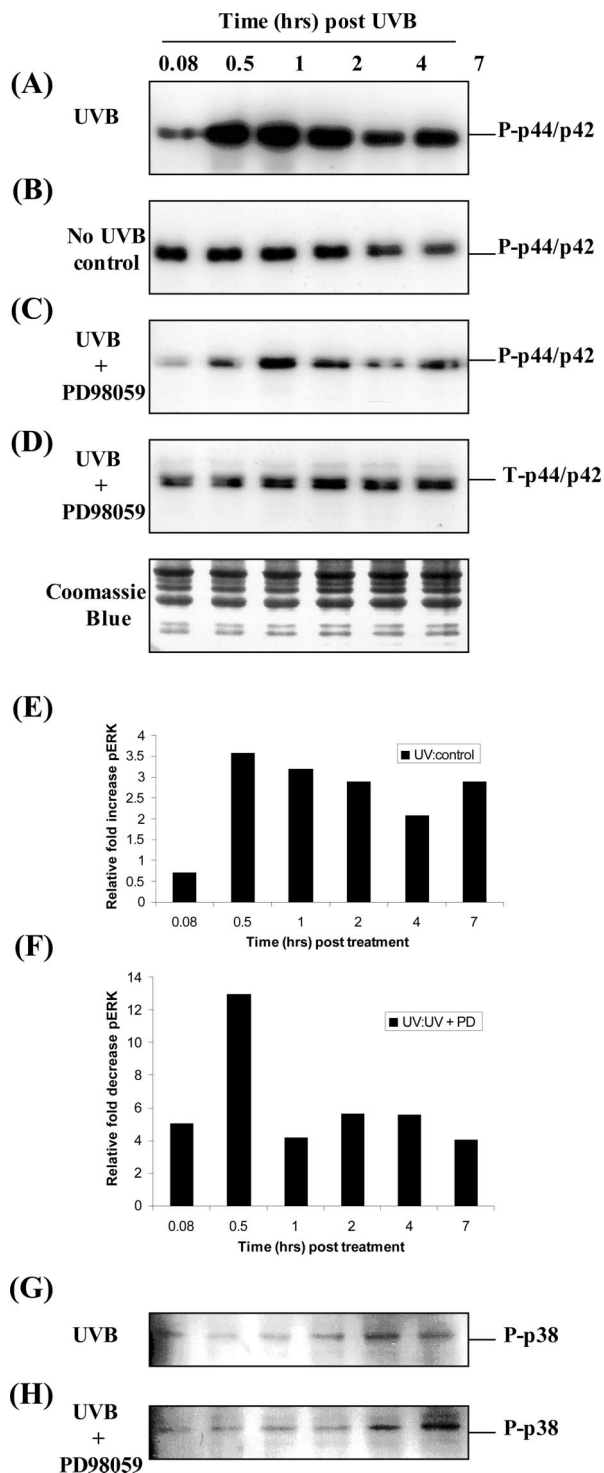 Time (hrs) post UVB
0.08 0.5 1 2 4 7
(A)
UVB
P-p44/p42
(B)
No UVB
control
P-p44/p42
(C)
UVB
+
PD98059
P-p44/p42
(D)
UVB
+
PD98059
T-p44/p42
Coomassie
Blue
(E)
Relative fold increase pERK
4
3.5
3
2.5
2
1.5
1
0.5
0
UV:control
0.08 0.5 1 2 4 7
Time (hrs) post treatment
(F)
Relative fold decrease pERK
14
12
10
8
6
4
2
0
UV:UV + PD
0.08 0.5 1 2 4 7
Time (hrs) post treatment
(G)
UVB
P-p38
(H)
UVB
+
PD98059
P-p38